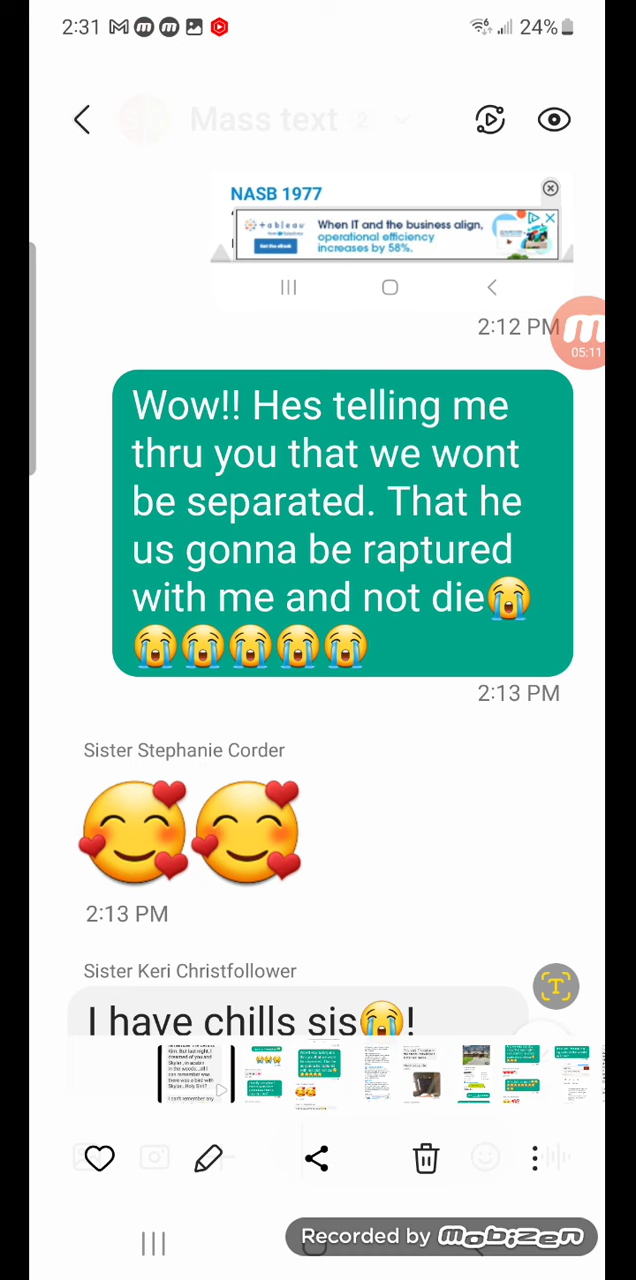 2:31
24%
Mass text 2
NASB 1977
+ a b l e a u
When IT and the business align,
operational efficiency
increases by 58%.
2:12 PM
05:11
Wow!! Hes telling me
thru you that we wont
be separated. That he
us gonna be raptured
with me and not die😭
😭😭😭😭😭
2:13 PM
Sister Stephanie Corder
🥰🥰
2:13 PM
Sister Keri Christfollower
I have chills sis😭!
T
Recorded by mobizen